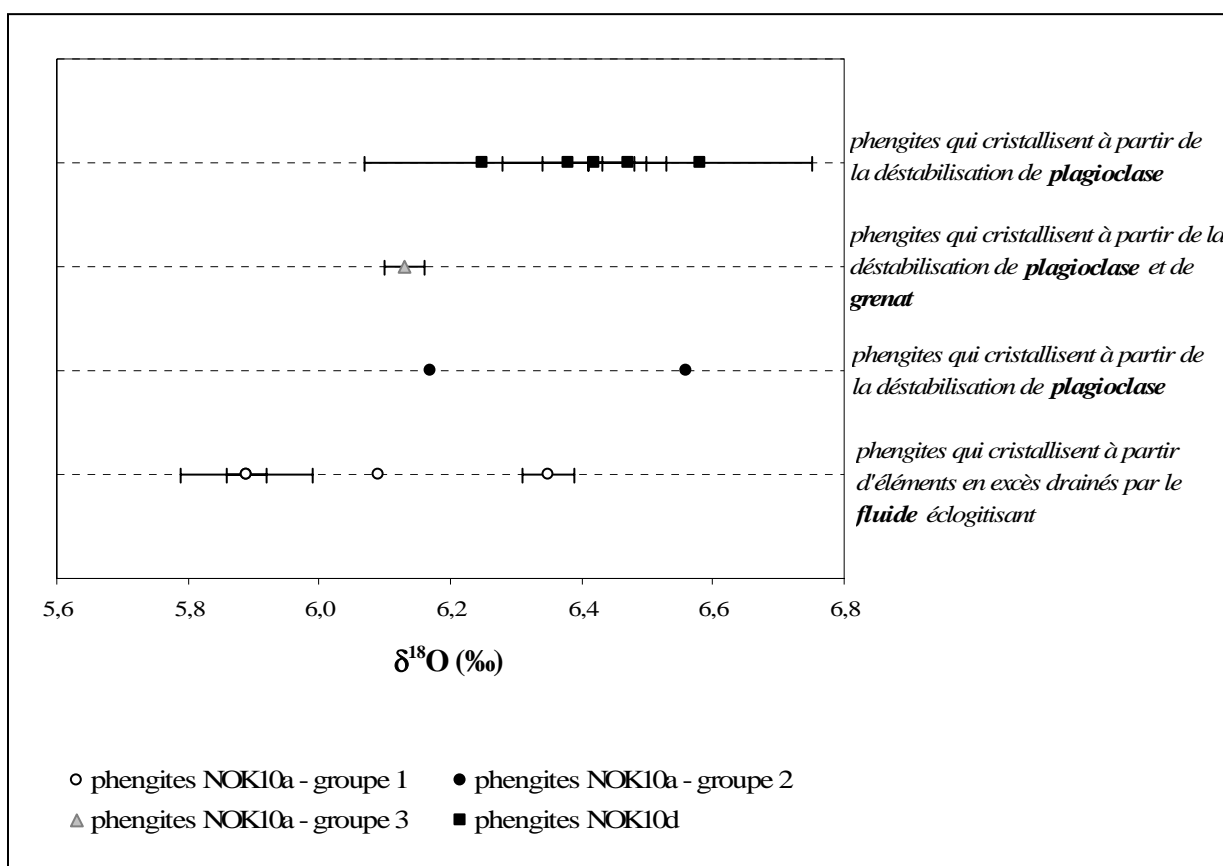 phengites qui cristallisent à partir de
la déstabilisation de plagioclase
phengites qui cristallisent à partir de la
déstabilisation de plagioclase et de
grenat
phengites qui cristallisent à partir de
la déstabilisation de plagioclase
phengites qui cristallisent à partir
d'éléments en excès drainés par le
fluide éclogitisant
5,6 5,8 6,0 6,2 6,4 6,6 6,8
δ¹⁸O (‰)
phengites NOK10a - groupe 1 phengites NOK10a - groupe 2
phengites NOK10a - groupe 3 phengites NOK10d